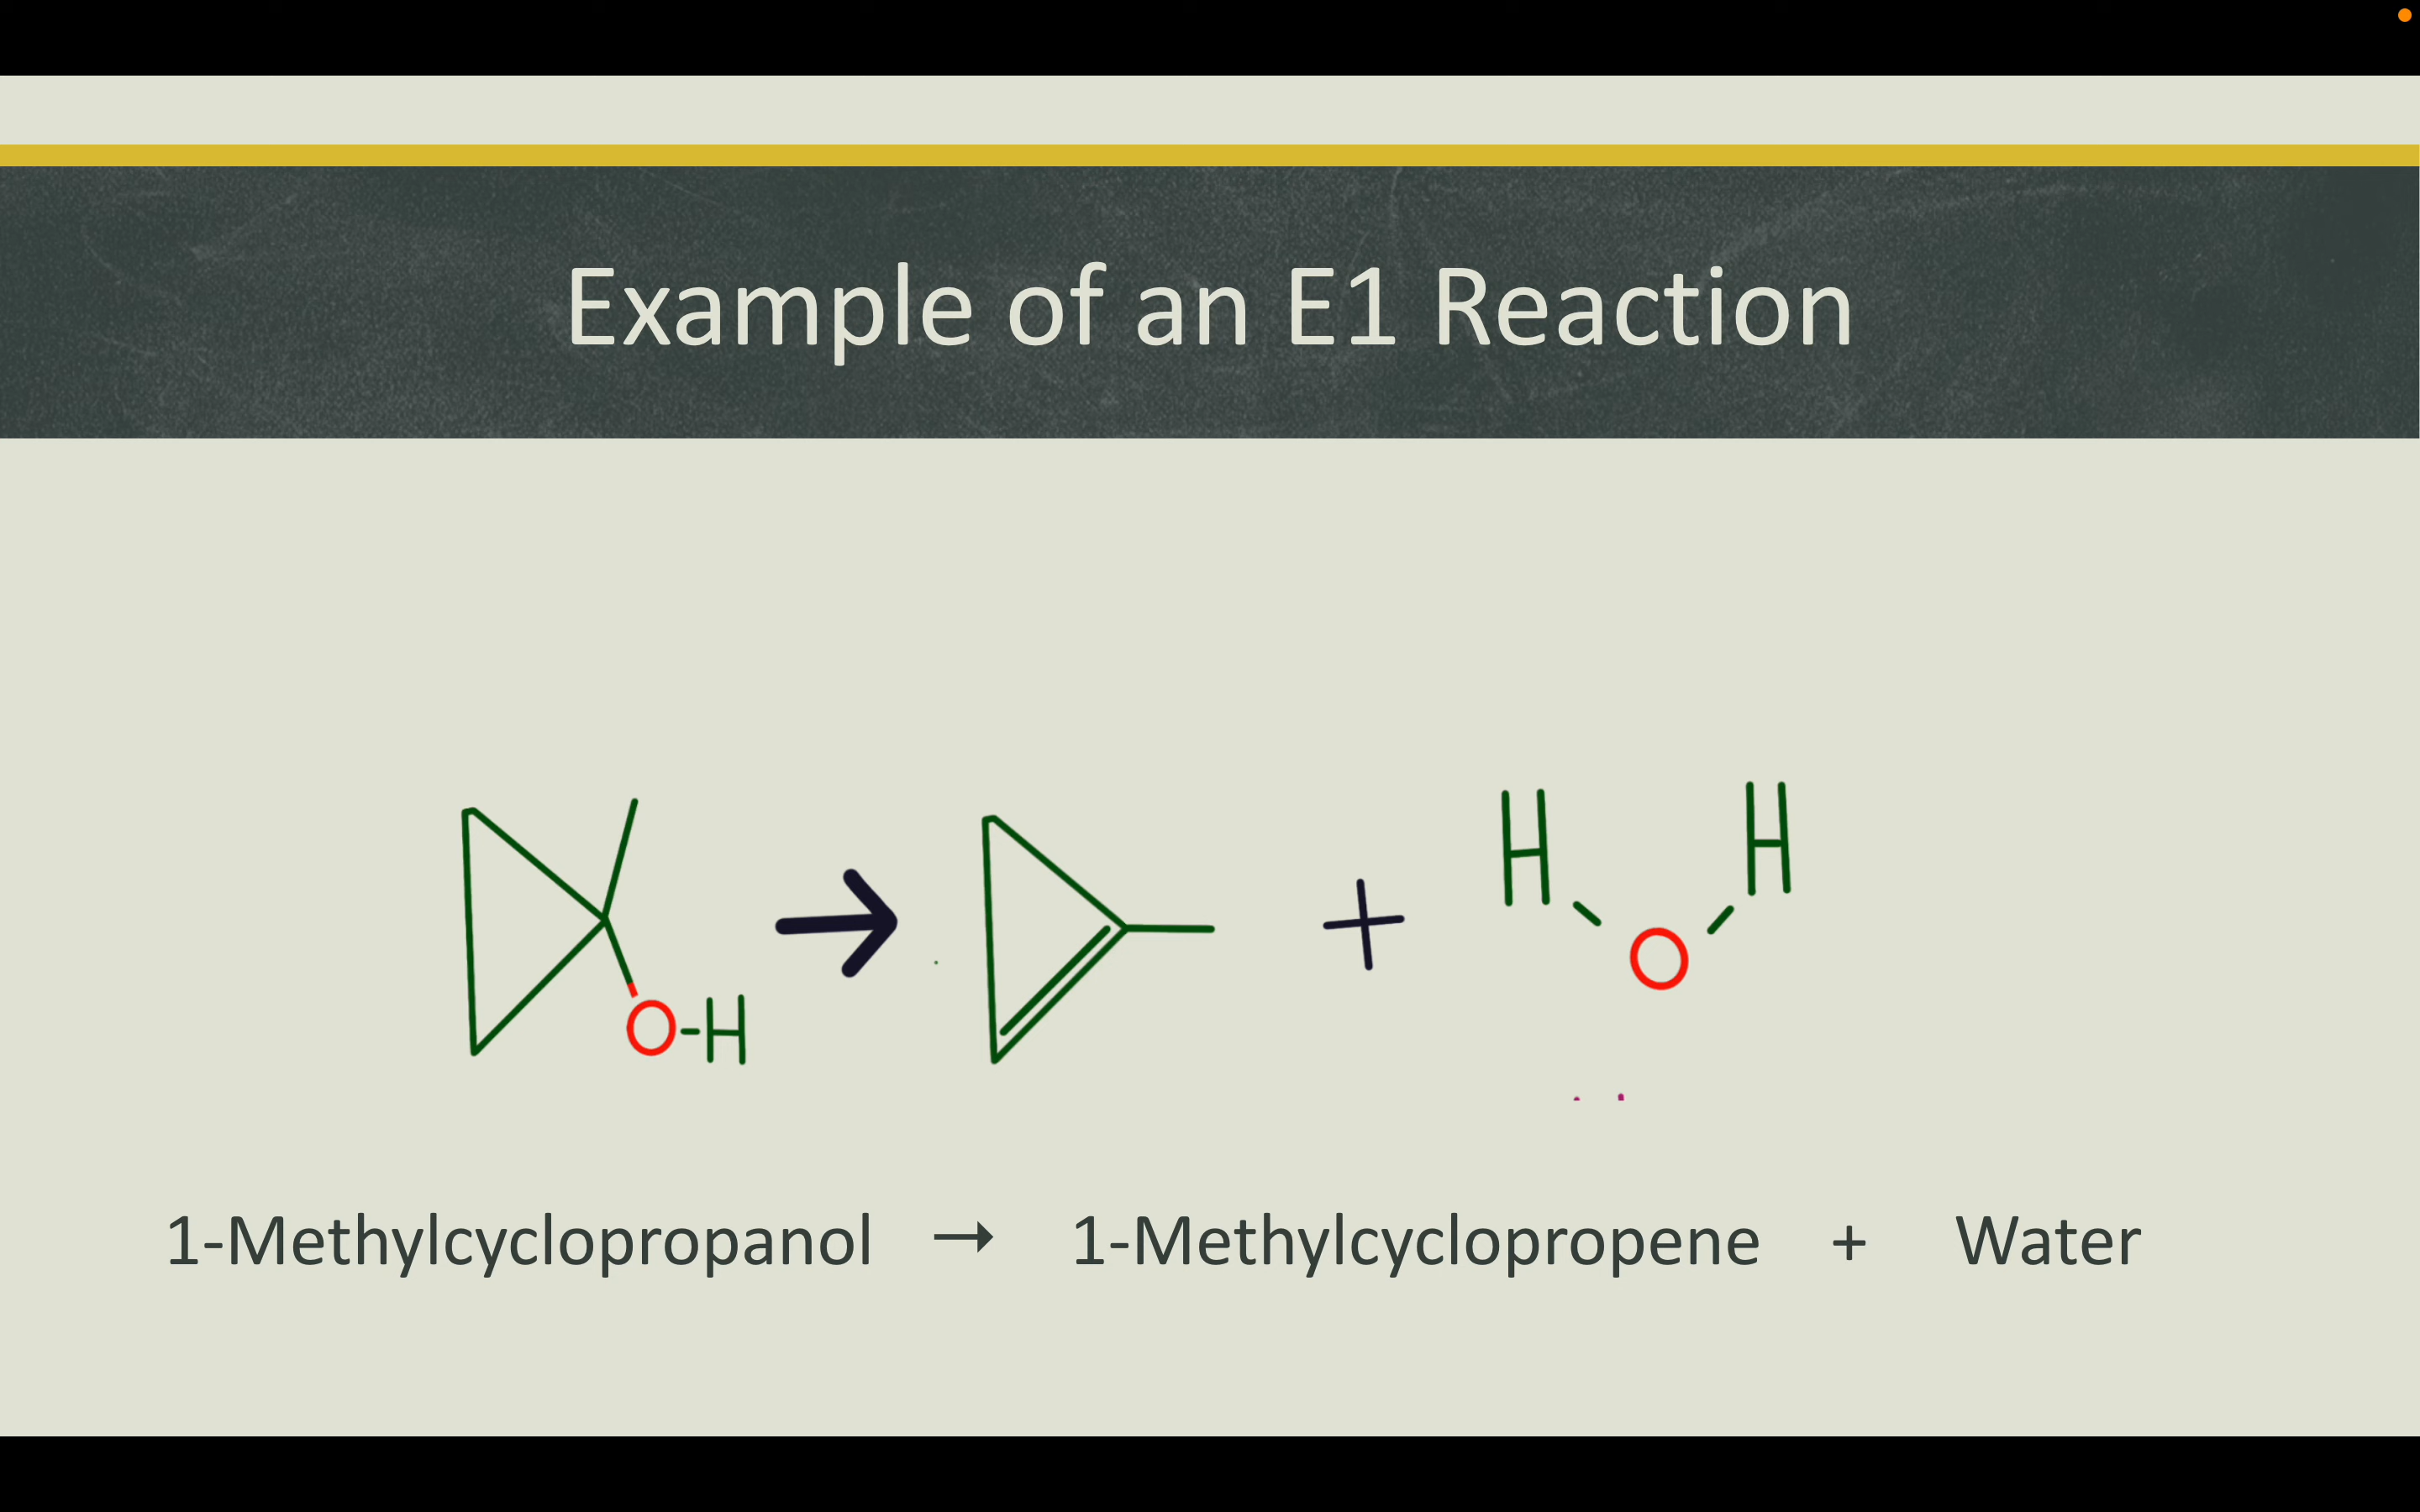 Example of an E1 Reaction
H H
O
O-H
+
1-Methylcyclopropanol → 1-Methylcyclopropene + Water